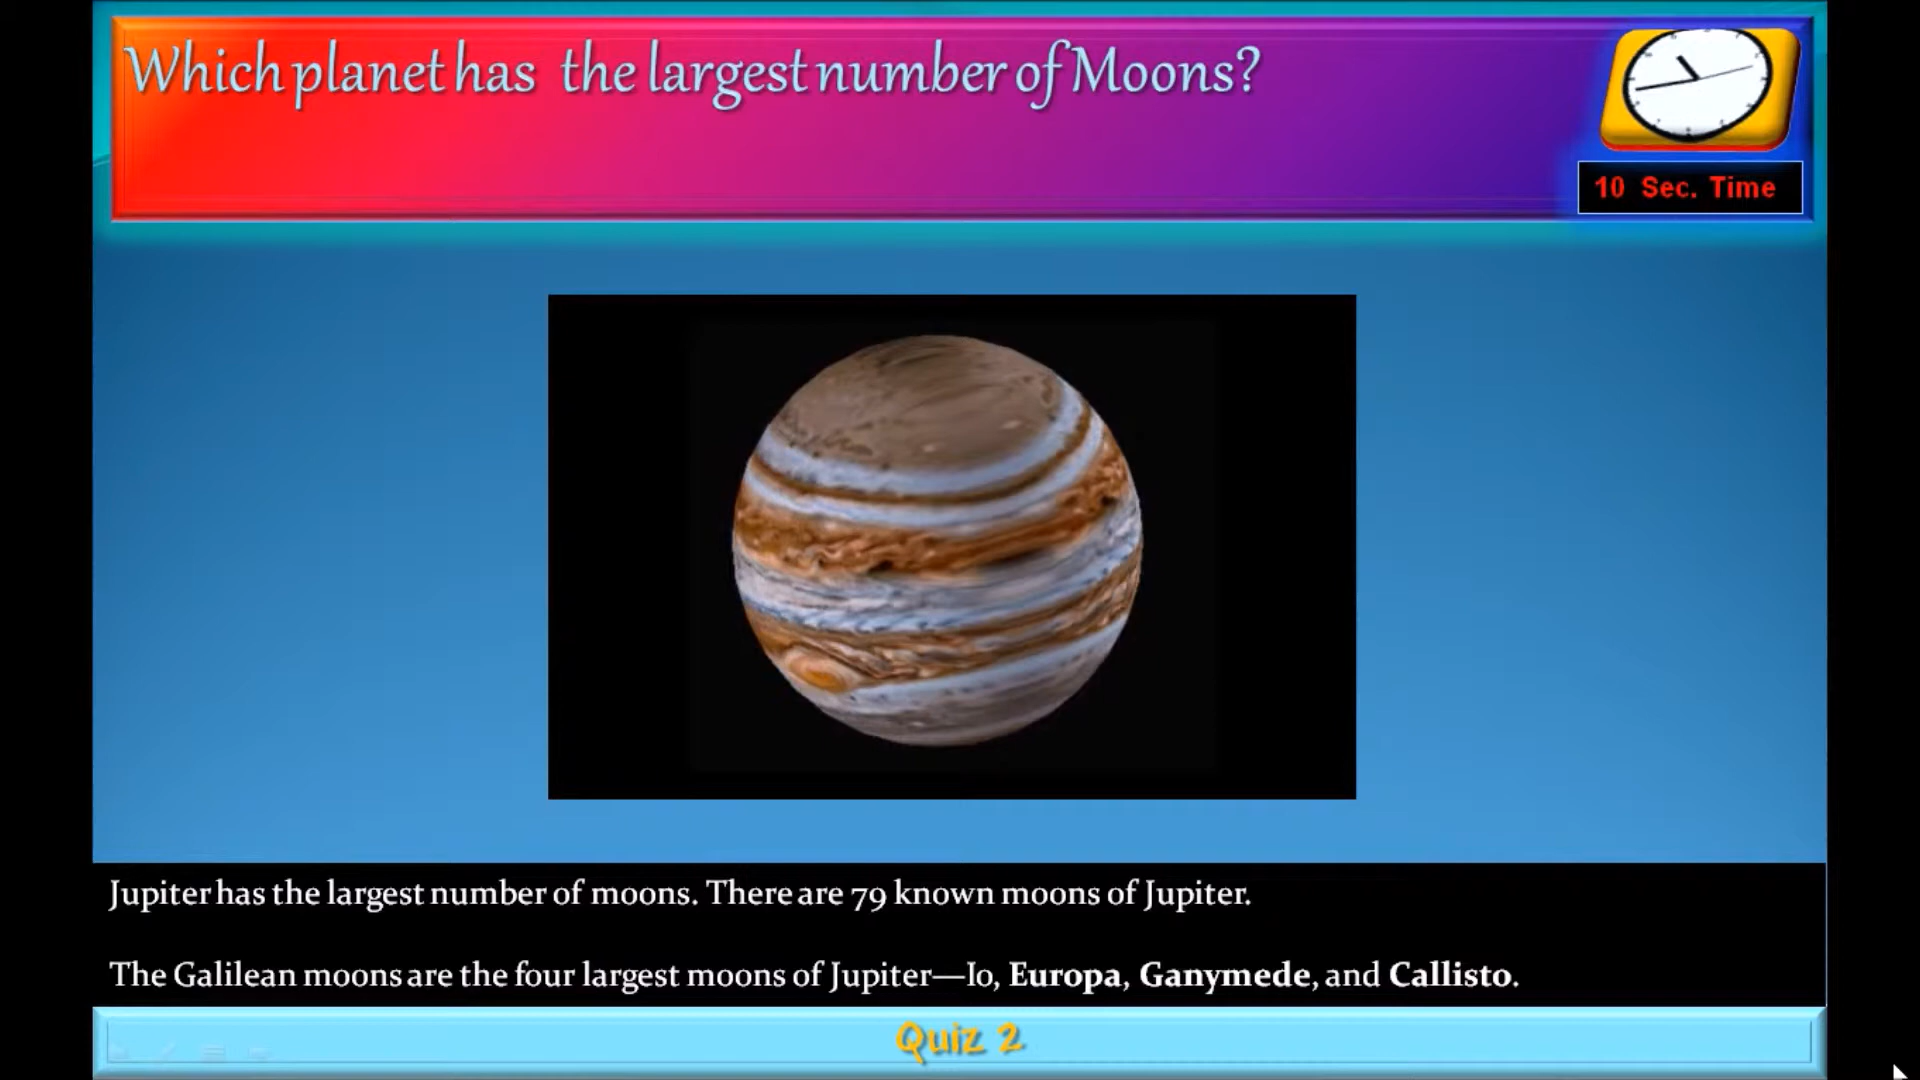 Which planet has the largest number of Moons?
10 Sec. Time
Jupiter has the largest number of moons. There are 79 known moons of Jupiter.
The Galilean moons are the four largest moons of Jupiter—Io, Europa, Ganymede, and Callisto.
Quiz 2